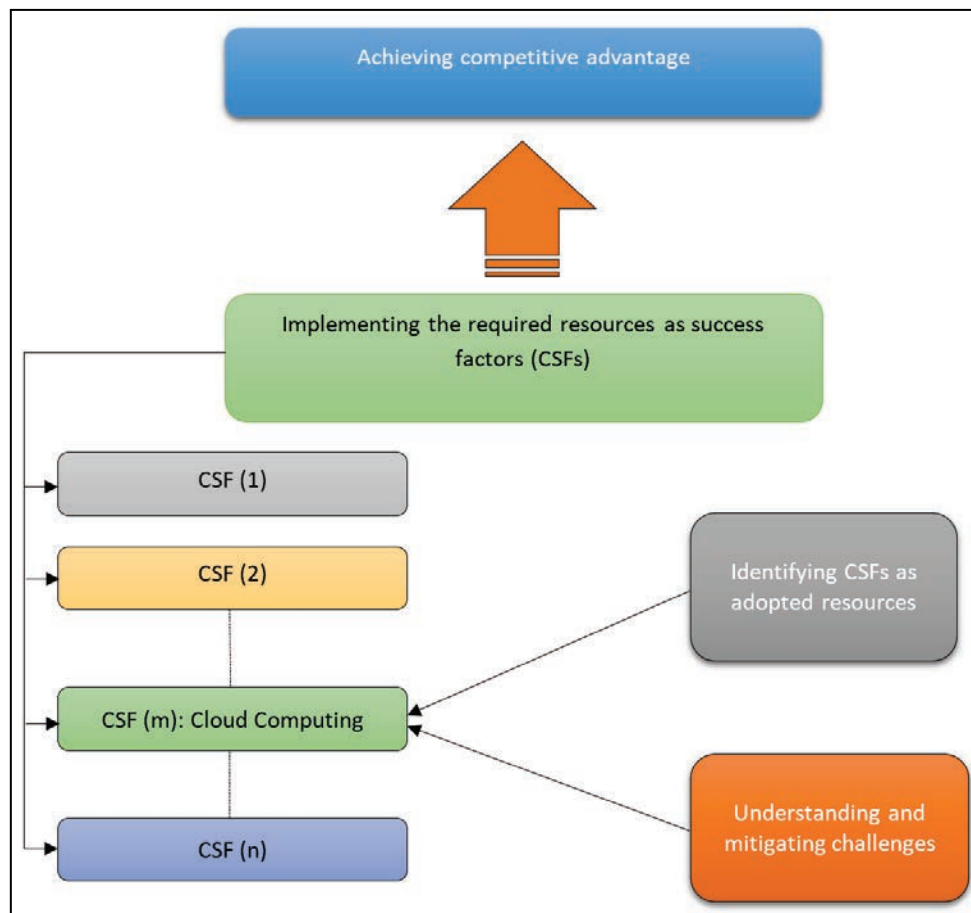 Achieving competitive advantage
Implementing the required resources as success
factors (CSFs)
CSF (1)
CSF (2)
CSF (m): Cloud Computing
CSF (n)
Identifying CSFs as
adopted resources
Understanding and
mitigating challenges